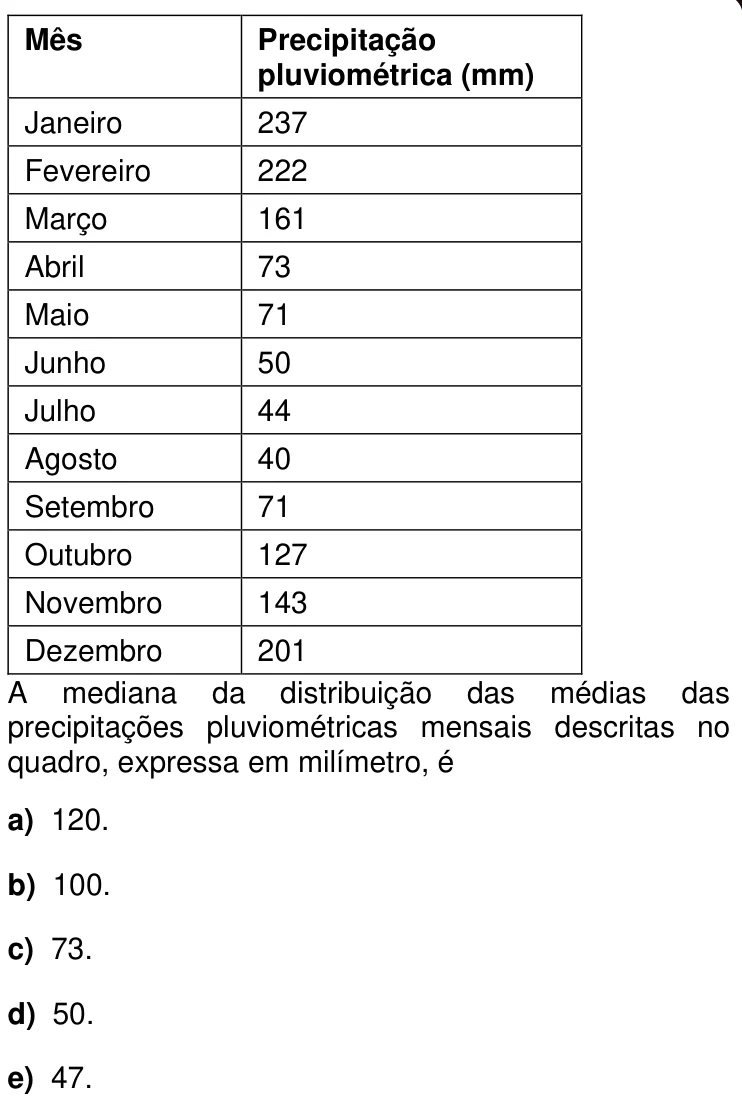 Mês Precipitação
pluviométrica (mm)
Janeiro 237
Fevereiro 222
Março 161
Abril 73
Maio 71
Junho 50
Julho 44
Agosto 40
Setembro 71
Outubro 127
Novembro 143
Dezembro 201
A mediana da distribuição das médias das
precipitações pluviométricas mensais descritas no
quadro, expressa em milímetro, é
a) 120.
b) 100.
c) 73.
d) 50.
e) 47.